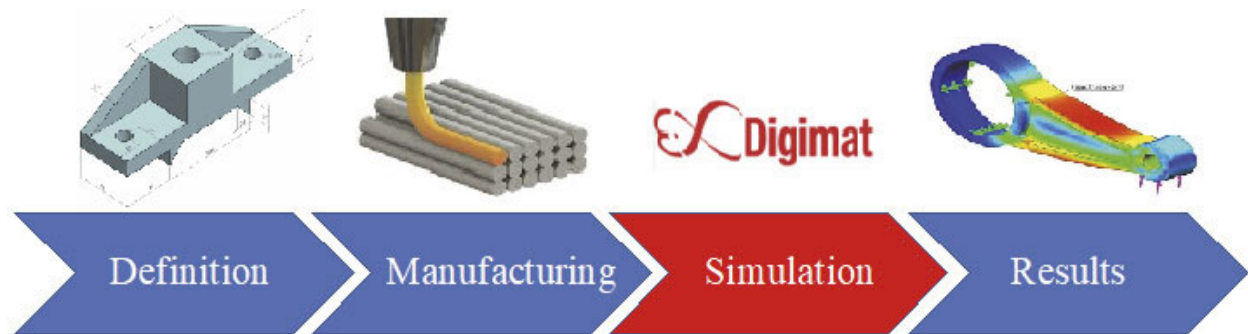 Digimat
Definition
Manufacturing
Simulation
Results